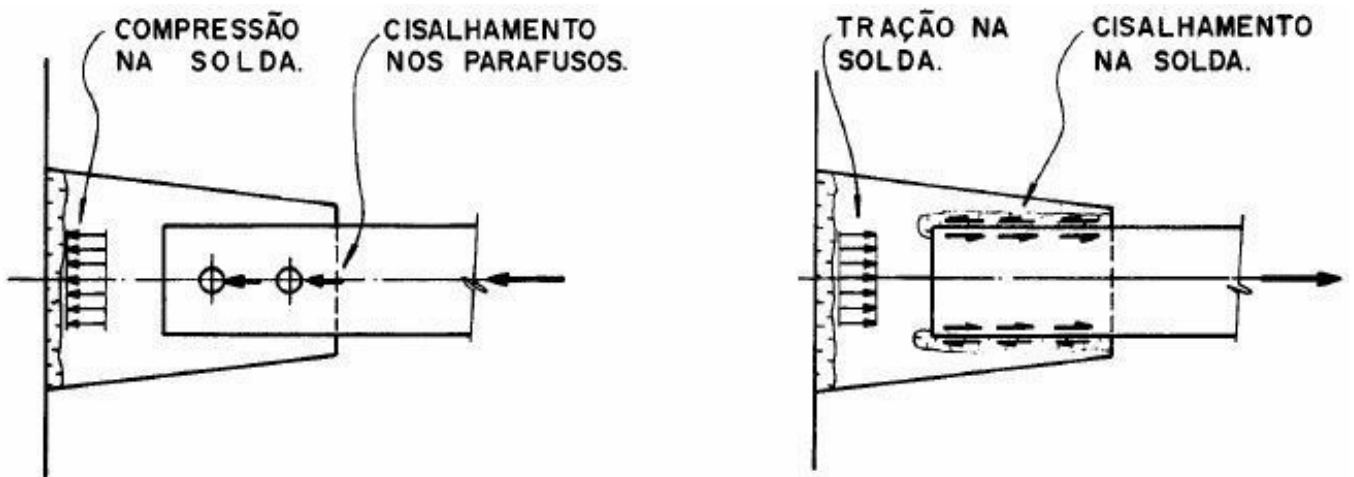 COMPRESSÃO
NA SOLDA.
CISALHAMENTO
NOS PARAFUSOS.
TRAÇÃO NA
SOLDA.
CISALHAMENTO
NA SOLDA.